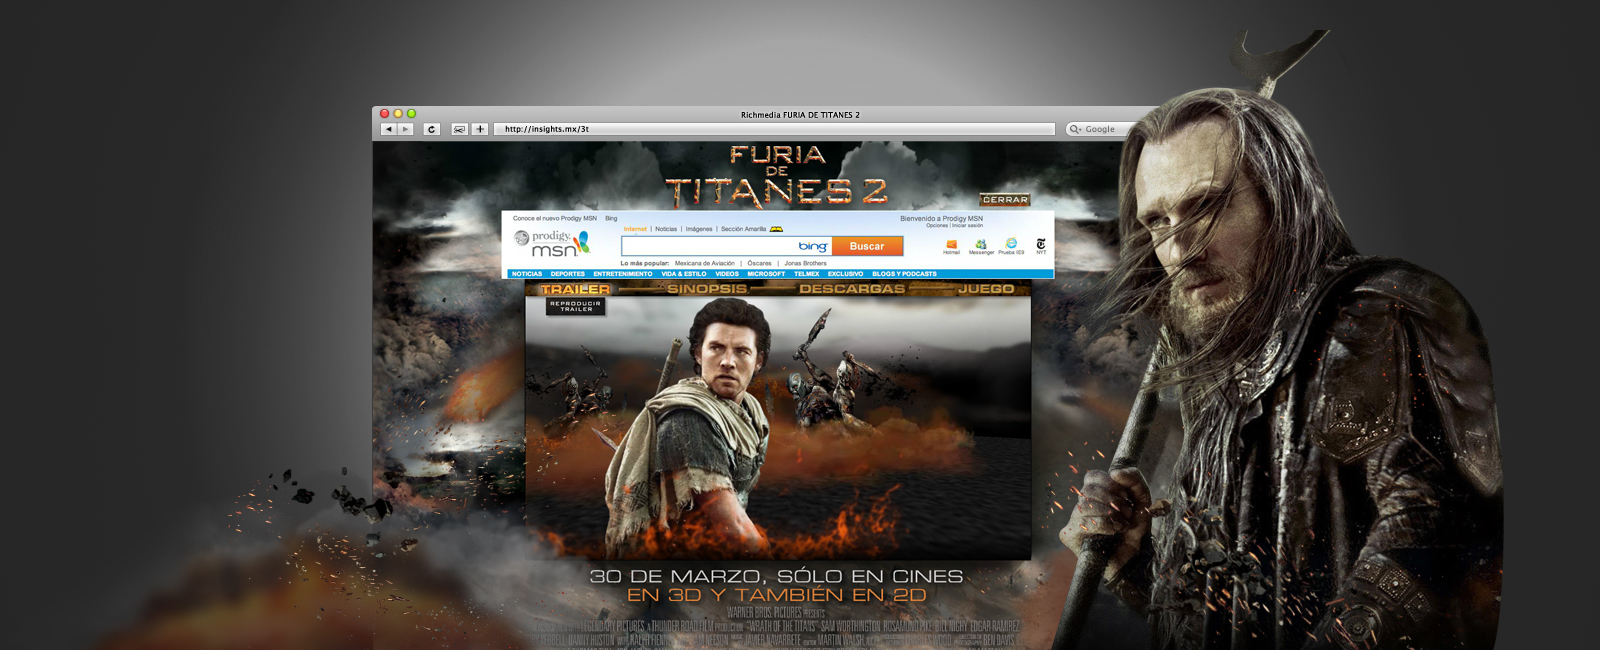 Richmedia FURIA DE TITANES 2
http://insights.mx/3t
Google
FURIA
DE
TITANES 2
CERRAR
Conoce el nuevo Prodigy MSN Bing
Bienvenido a Prodigy MSN
Opciones | Iniciar sesión
Internet | Noticias | Imágenes | Sección Amarilla
prodigy
msn
bing Buscar
Hotmail Messenger Prueba IE8 NYT
Lo más popular: Mexicana de Aviación | Óscares | Jonas Brothers
NOTICIAS DEPORTES ENTRETENIMIENTO VIDA & ESTILO VIDEOS MICROSOFT TELMEX EXCLUSIVO BLOGS Y PODCASTS
TRAILER SINOPSIS DESCARGAS JUEGO
REPRODUCIR
TRAILER
30 DE MARZO, SÓLO EN CINES
EN 3D Y TAMBIÉN EN 2D
WARNER BROS. PICTURES PRESENTS
LEGENDARY PICTURES A THUNDER ROAD FILM "WRATH OF THE TITANS" SAM WORTHINGTON ROSAMUND PIKE BILL NIGHY EDGAR RAMIREZ
DANNY HUSTON RALPH FIENNES LIAM NEESON JAVIER NAVARRETE MARTIN WALSH BEN DAVIS